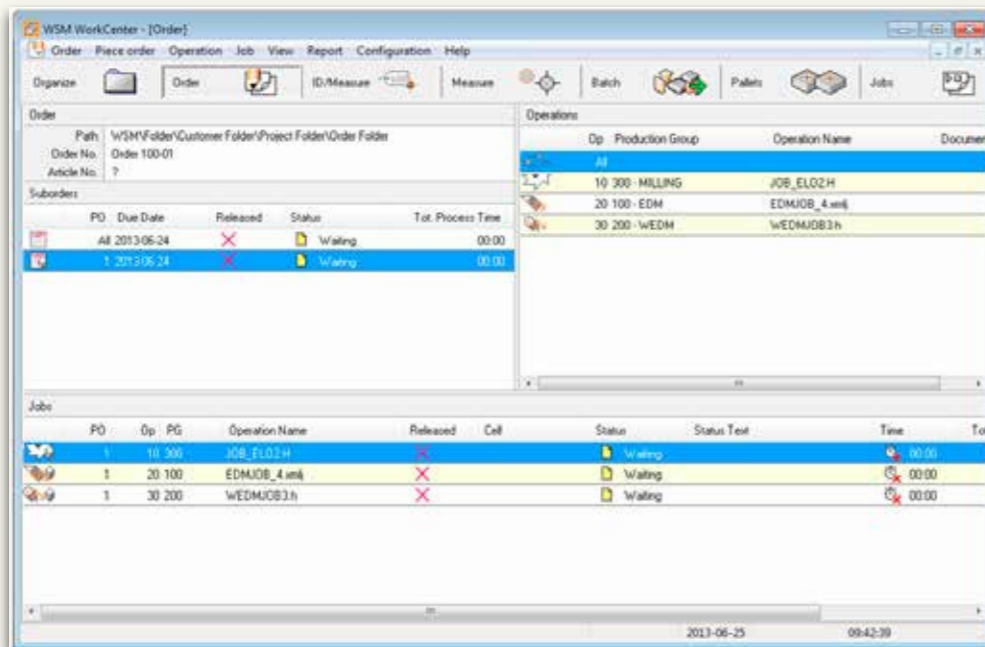 WSM WorkCenter - [Order]
Order Piece order Operation Job View Report Configuration Help
Organize Order ID/Measure Measure Batch Pallets Jobs
Order
Path WSM\Folder\Customer Folder\Project Folder\Order Folder
Order No. Order 100-01
Article No. ?
Suborders
PO Due Date Released Status Tot. Process Time
All 2013-06-24 Waiting 00:00
1 2013-06-24 Waiting 00:00
Operations
Op Production Group Operation Name Documen
All
10 300 - MILLING JOB_ELO2.H
20 100 - EDM
30 200 - WEDM WEDMJOB3.h
Jobs
PO Op PG Operation Name Released Cell Status Status Text Time To
1 10 300 JOB_ELO2.H Waiting 00:00
1 20 100 Waiting 00:00
1 30 200 WEDMJOB3.h Waiting 00:00
2013-06-25 09:42:39